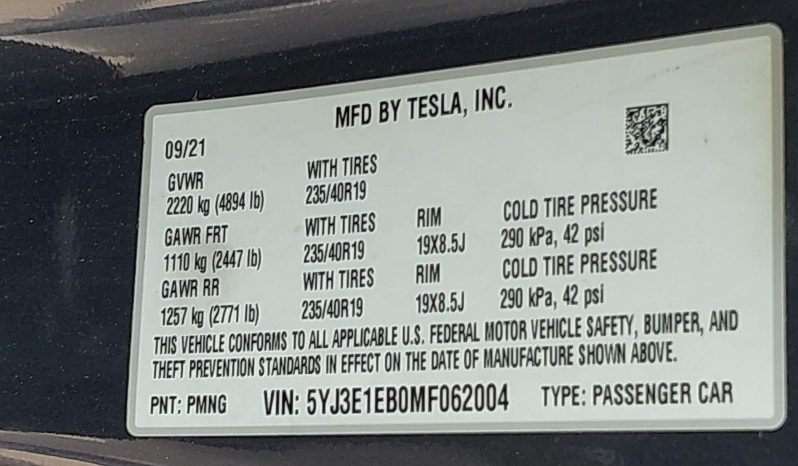 MFD BY TESLA, INC.
09/21
GVWR WITH TIRES
2220 kg (4894 lb) 235/40R19
GAWR FRT WITH TIRES RIM COLD TIRE PRESSURE
1110 kg (2447 lb) 235/40R19 19X8.5J 290 kPa, 42 psi
GAWR RR WITH TIRES RIM COLD TIRE PRESSURE
1257 kg (2771 lb) 235/40R19 19X8.5J 290 kPa, 42 psi
THIS VEHICLE CONFORMS TO ALL APPLICABLE U.S. FEDERAL MOTOR VEHICLE SAFETY, BUMPER, AND
THEFT PREVENTION STANDARDS IN EFFECT ON THE DATE OF MANUFACTURE SHOWN ABOVE.
PNT: PMNG VIN: 5YJ3E1EB0MF062004 TYPE: PASSENGER CAR